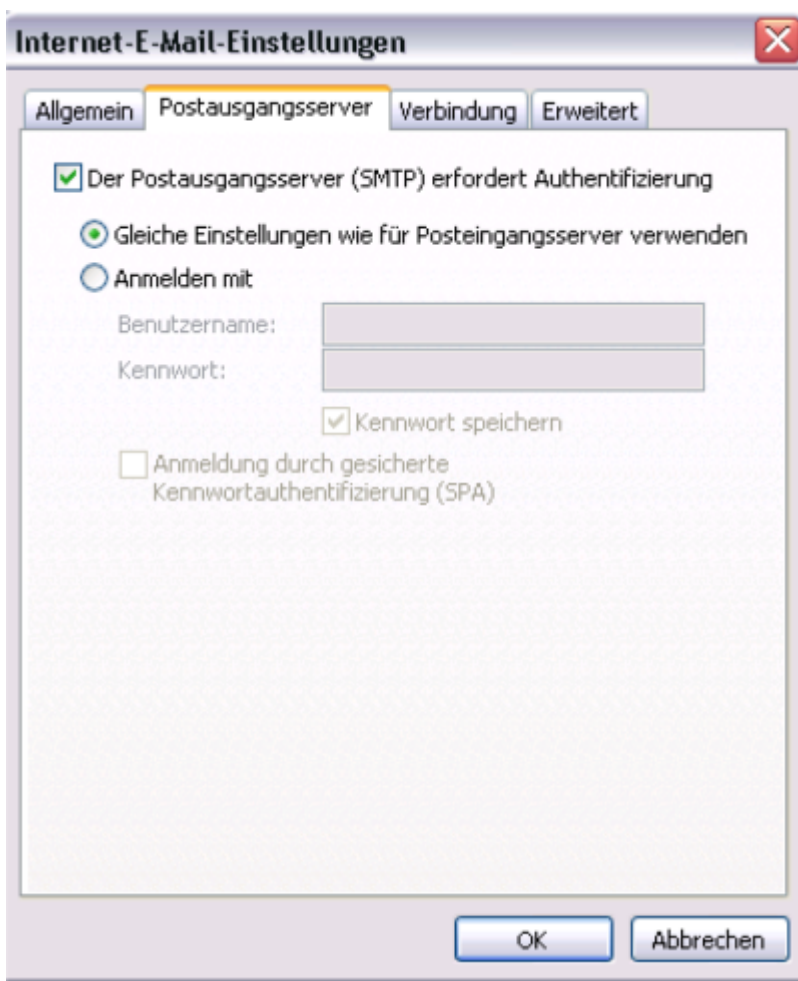 Internet-E-Mail-Einstellungen
Allgemein Postausgangsserver Verbindung Erweitert
Der Postausgangsserver (SMTP) erfordert Authentifizierung
Gleiche Einstellungen wie für Posteingangsserver verwenden
Anmelden mit
Benutzername:
Kennwort:
Kennwort speichern
Anmeldung durch gesicherte
Kennwortauthentifizierung (SPA)
OK Abbrechen